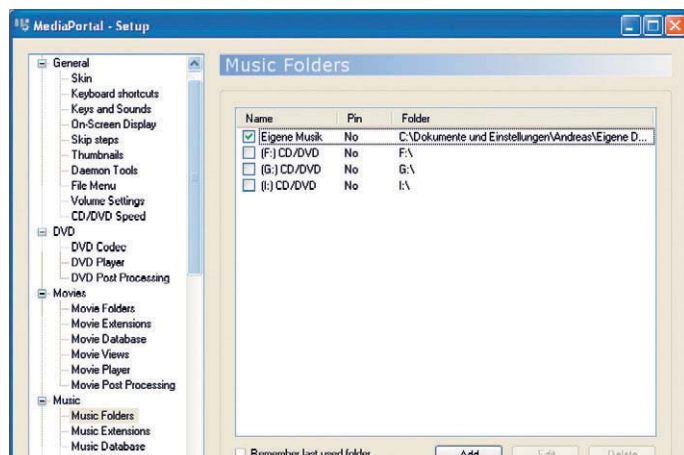 MediaPortal - Setup
General
Skin
Keyboard shortcuts
Keys and Sounds
On-Screen Display
Skip steps
Thumbnails
Daemon Tools
File Menu
Volume Settings
CD/DVD Speed
DVD
DVD Codec
DVD Player
DVD Post Processing
Movies
Movie Folders
Movie Extensions
Movie Database
Movie Views
Movie Player
Movie Post Processing
Music
Music Folders
Music Extensions
Music Database
Music Folders
Name Pin Folder
Eigene Musik No C:\Dokumente und Einstellungen\Andreas\Eigene D...
(F:) CD/DVD No F:\
(G:) CD/DVD No G:\
(I:) CD/DVD No I:\
Remember last used folder
Add Edit Delete